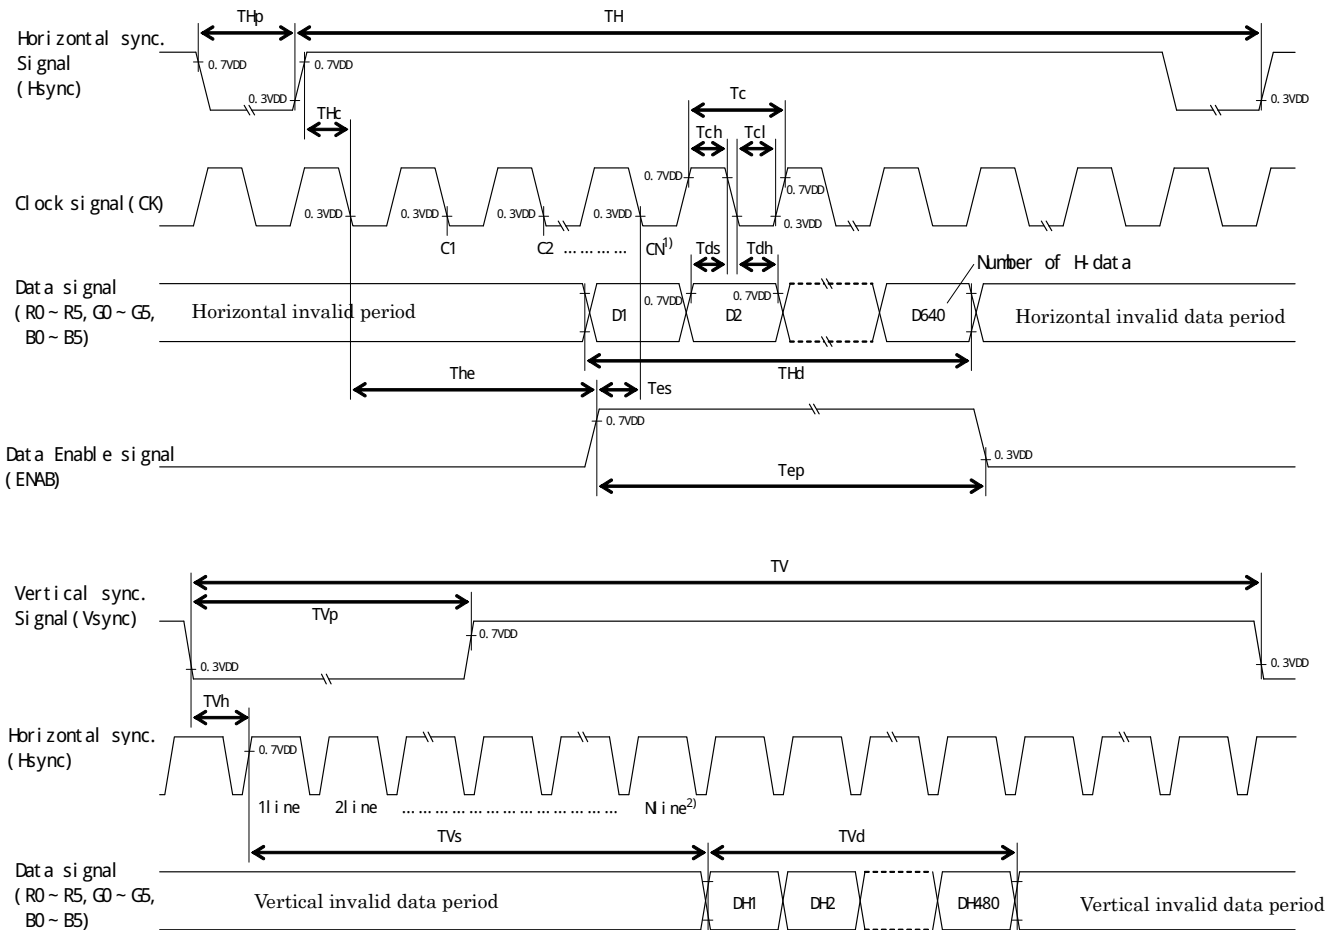 THp
TH
Horizontal sync.
Signal
(Hsync)
0.7VDD
0.7VDD
0.3VDD
0.3VDD
THc
Tc
Tch
Tcl
Clock signal(CK)
0.3VDD
0.3VDD
0.3VDD
0.3VDD
0.7VDD
0.7VDD
0.3VDD
C1
C2
............
CN1)
Tds
Tdh
Number of H-data
Data signal
(R0~R5,G0~G5,
B0~B5)
Horizontal invalid period
D1
0.7VDD
D2
0.7VDD
D640
Horizontal invalid data period
The
Tes
THd
0.7VDD
Data Enable signal
(ENAB)
0.3VDD
Tep
TV
Vertical sync.
Signal(Vsync)
TVp
0.7VDD
0.3VDD
0.3VDD
TVh
Horizontal sync.
(Hsync)
0.7VDD
1line
2line
........................................
Nline2)
TVs
TVd
Data signal
(R0~R5,G0~G5,
B0~B5)
Vertical invalid data period
DH1
DH2
DH480
Vertical invalid data period